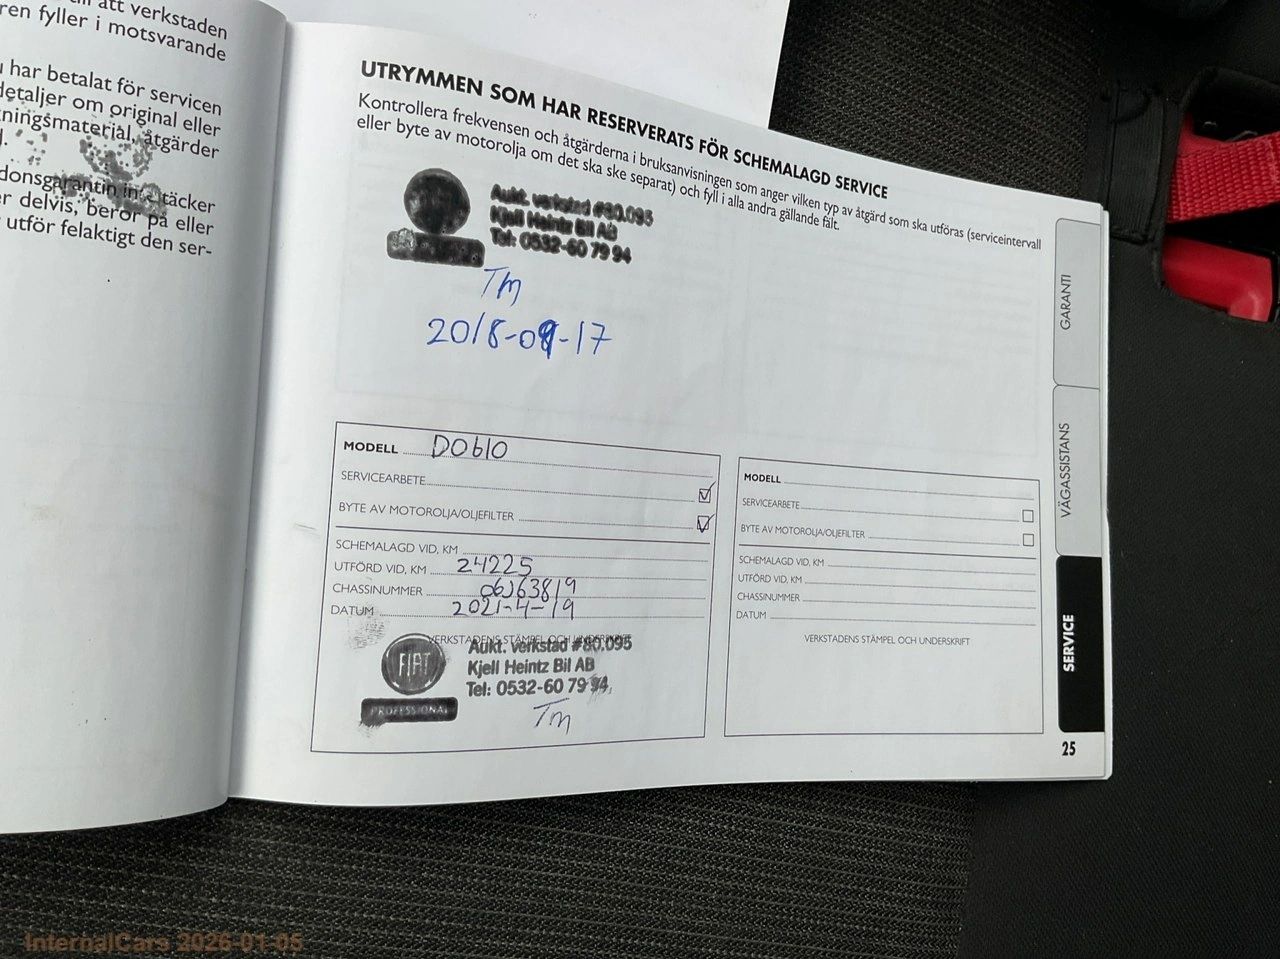 att verkstaden
ren fyller i motsvarande
har betalat för servicen
detaljer om original eller
ningsmaterial, åtgärder
donsgarantin inte täcker
er delvis, beror på eller
utför felaktigt den ser-
UTRYMMEN SOM HAR RESERVERATS FÖR SCHEMALAGD SERVICE
Kontrollera frekvensen och åtgärderna i bruksanvisningen som anger vilken typ av åtgärd som ska utföras (serviceintervall
eller byte av motorolja om det ska ske separat) och fyll i alla andra gällande fält.
Aukt. verkstad #80.095
Kjell Heintz Bil AB
Tel: 0532-60 79 94
Tm
2018-09-17
MODELL DOblO
SERVICEARBETE
BYTE AV MOTOROLJA/OLJEFILTER
SCHEMALAGD VID, KM
UTFÖRD VID, KM 24225
CHASSINUMMER 06J63819
DATUM 2021-4-19
VERKSTADENS STÄMPEL OCH UNDERSKRIFT
FIAT
PROFESSIONAL
Aukt. verkstad #80.095
Kjell Heintz Bil AB
Tel: 0532-60 79 94
Tm
MODELL
SERVICEARBETE
BYTE AV MOTOROLJA/OLJEFILTER
SCHEMALAGD VID, KM
UTFÖRD VID, KM
CHASSINUMMER
DATUM
VERKSTADENS STÄMPEL OCH UNDERSKRIFT
GARANTI
VÄGASSISTANS
SERVICE
25
InternalCars 2026-01-05